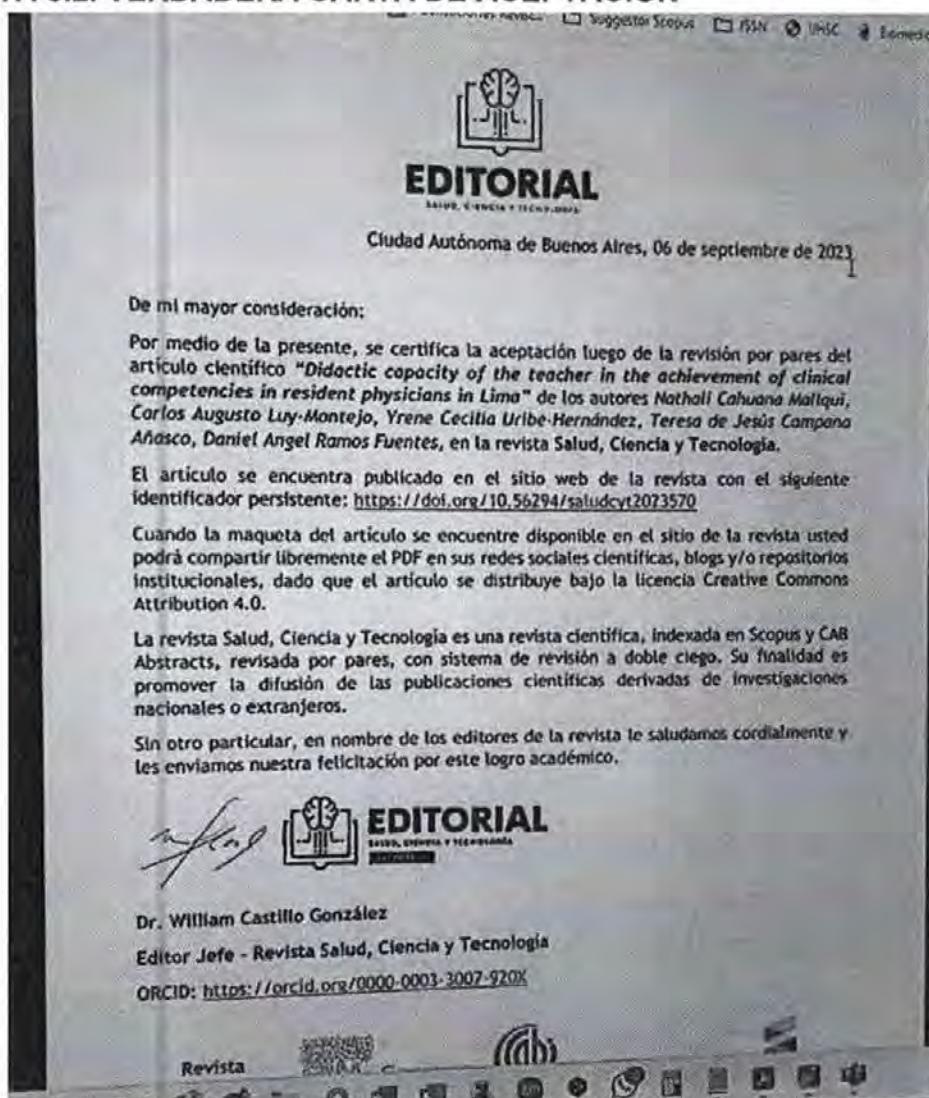 VERDADERA CARTA DE ACEPTACIÓN
Suggestor Scopus ISSN
EDITORIAL
SALUD, CIENCIA Y TECNOLOGÍA
Ciudad Autónoma de Buenos Aires, 06 de septiembre de 2023
De mi mayor consideración:
Por medio de la presente, se certifica la aceptación luego de la revisión por pares del
artículo científico "Didactic capacity of the teacher in the achievement of clinical
competencies in resident physicians in Lima" de los autores Nathali Cahuana Mallqui,
Carlos Augusto Luy-Montejo, Yrene Cecilia Uribe-Hernández, Teresa de Jesús Campana
Añasco, Daniel Angel Ramos Fuentes, en la revista Salud, Ciencia y Tecnología.
El artículo se encuentra publicado en el sitio web de la revista con el siguiente
identificador persistente: https://doi.org/10.56294/saludcyt2023570
Cuando la maqueta del artículo se encuentre disponible en el sitio de la revista usted
podrá compartir libremente el PDF en sus redes sociales científicas, blogs y/o repositorios
institucionales, dado que el artículo se distribuye bajo la licencia Creative Commons
Attribution 4.0.
La revista Salud, Ciencia y Tecnología es una revista científica, indexada en Scopus y CAB
Abstracts, revisada por pares, con sistema de revisión a doble ciego. Su finalidad es
promover la difusión de las publicaciones científicas derivadas de investigaciones
nacionales o extranjeros.
Sin otro particular, en nombre de los editores de la revista le saludamos cordialmente y
les enviamos nuestra felicitación por este logro académico.
EDITORIAL
SALUD, CIENCIA Y TECNOLOGÍA
Dr. William Castillo González
Editor Jefe - Revista Salud, Ciencia y Tecnología
ORCID: https://orcid.org/0000-0003-3007-920X
Revista
cabi